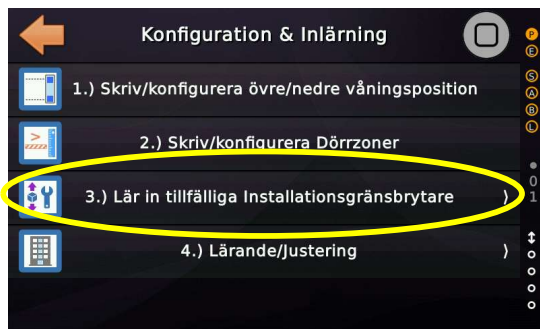 Konfiguration & Inlärning
1.) Skriv/konfigurera övre/nedre våningsposition
2.) Skriv/konfigurera Dörrzoner
3.) Lär in tillfälliga Installationsgränsbrytare
4.) Lärande/Justering
P
E
S
A
B
L
0
1